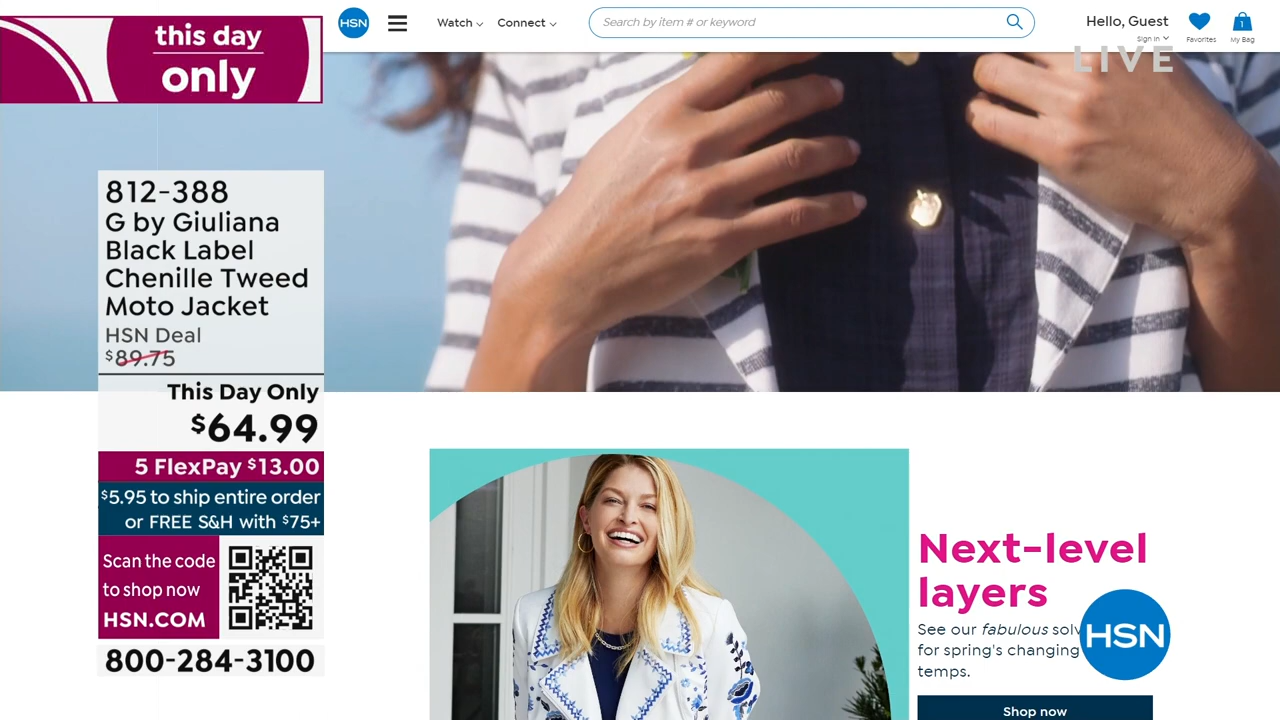 this day
only
812-388
G by Giuliana
Black Label
Chenille Tweed
Moto Jacket
HSN Deal
$89.75
This Day Only
$64.99
5 FlexPay $13.00
$5.95 to ship entire order
or FREE S&H with $75+
Scan the code
to shop now
HSN.COM
800-284-3100
HSN
Watch
Connect
Search by item # or keyword
Hello, Guest
Sign in
Favorites
1
My Bag
LIVE
Next-level
layers
See our fabulous
for spring's changing
temps.
HSN
Shop now